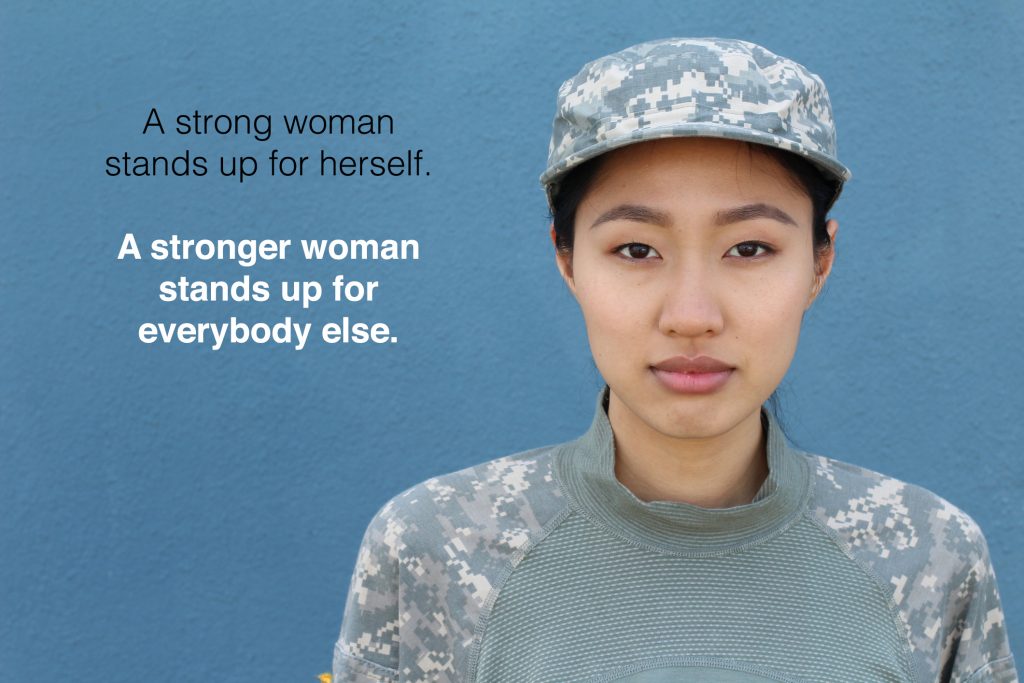 A strong woman
stands up for herself.
A stronger woman
stands up for
everybody else.